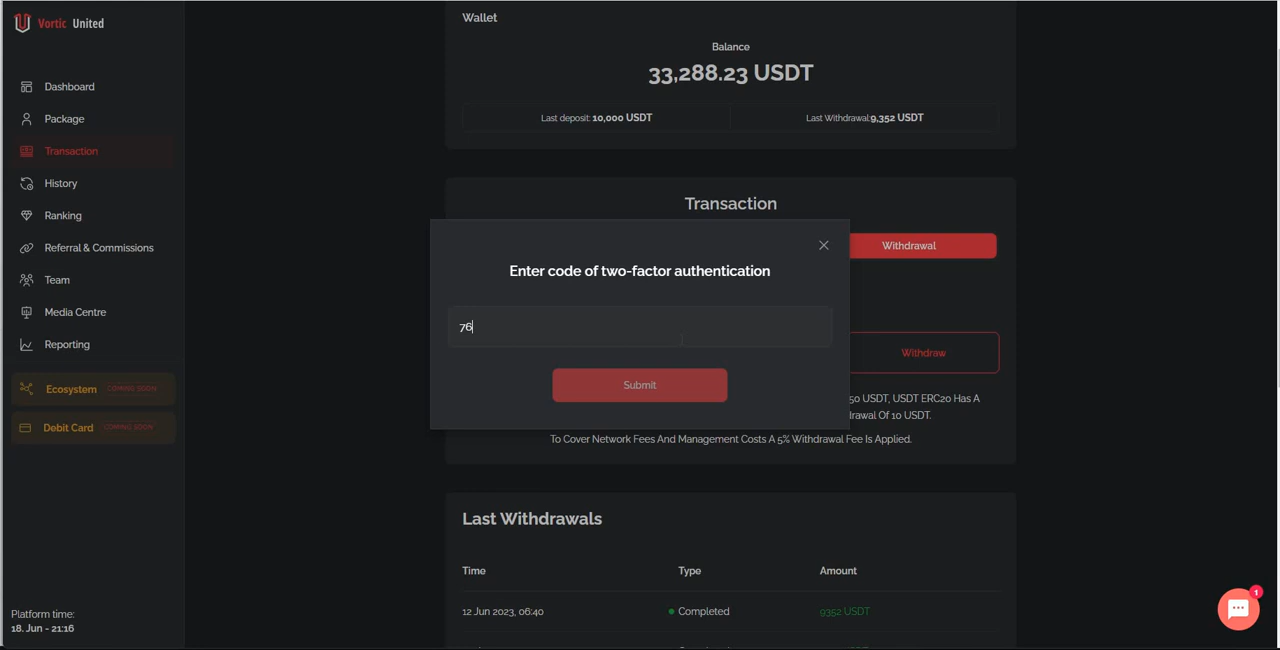 Vortic United
Dashboard
Package
Transaction
History
Ranking
Referral & Commissions
Team
Media Centre
Reporting
Ecosystem COMING SOON
Debit Card COMING SOON
Platform time:
18. Jun - 21:16
Wallet
Balance
33,288.23 USDT
Last deposit: 10,000 USDT
Last Withdrawal:9,352 USDT
Transaction
Withdrawal
Enter code of two-factor authentication
76
Submit
Withdraw
50 USDT, USDT ERC20 Has A
drawal Of 10 USDT.
To Cover Network Fees And Management Costs A 5% Withdrawal Fee Is Applied.
Last Withdrawals
Time Type Amount
12 Jun 2023, 06:40 Completed 9352 USDT
1